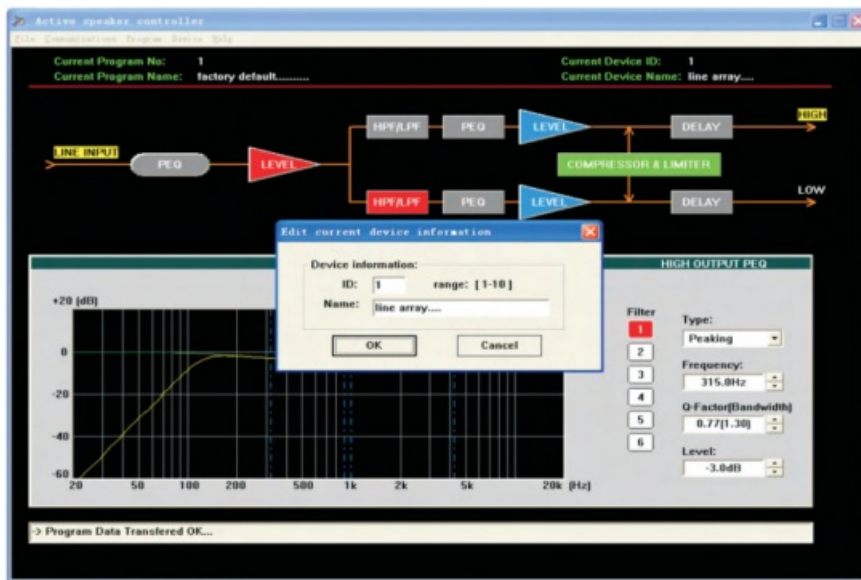 Active speaker controller
File Communications Program Device Help
Current Program No: 1
Current Device ID: 1
Current Program Name: factory default..........
Current Device Name: line array....
HPF/LPF PEQ LEVEL DELAY HIGH
LINE INPUT PEQ LEVEL COMPRESSOR & LIMITER
HPF/LPF PEQ LEVEL DELAY LOW
Edit current device information
Device information:
ID: 1 range: [1-10]
Name: line array....
OK Cancel
HIGH OUTPUT PEQ
+20 (dB)
0
-20
-40
-60
20 50 100 200 500 1k 2k 5k 20k (Hz)
Filter
1
2
3
4
5
6
Type:
Peaking
Frequency:
315.0Hz
Q-Factor(Bandwidth)
0.77(1.30)
Level:
-3.0dB
-> Program Data Transfered OK...